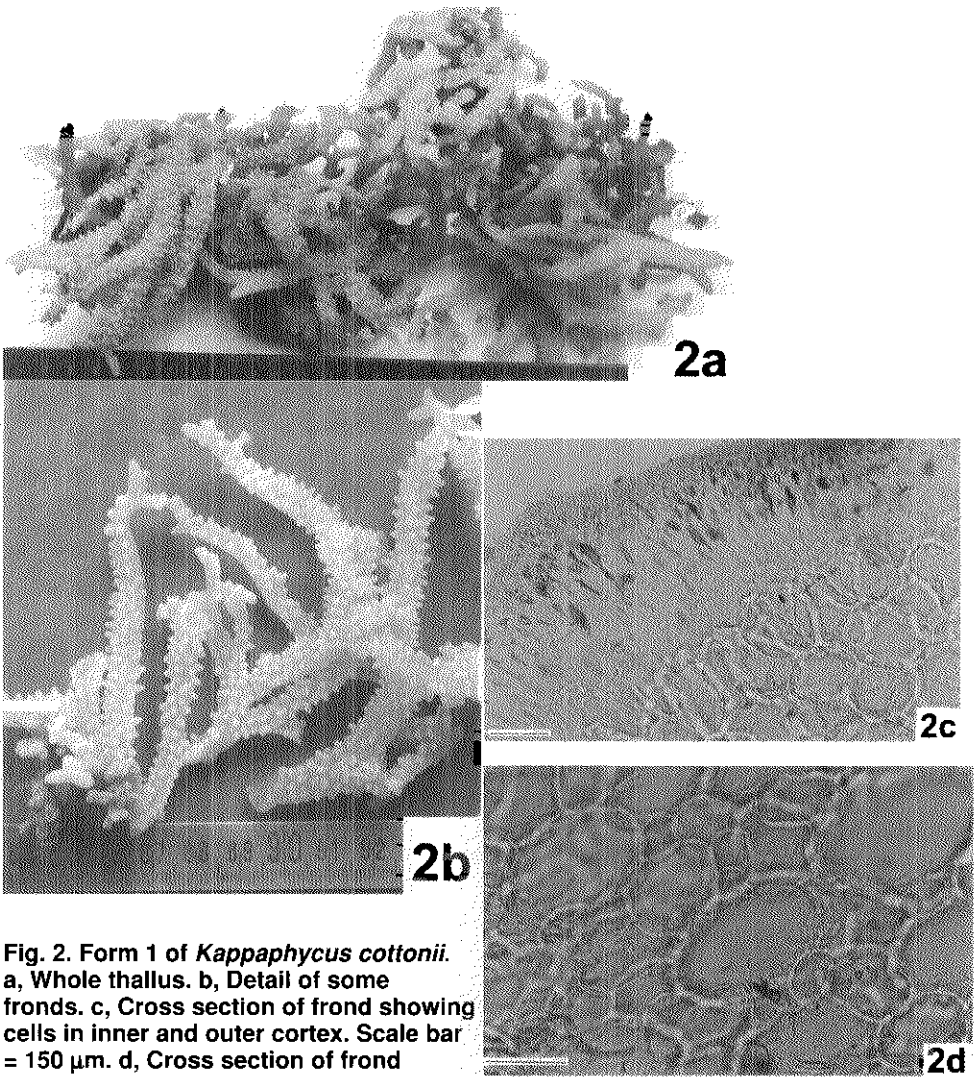 2a
2b
2c
2d
Fig. 2. Form 1 of Kappaphycus cottonii.
a, Whole thallus. b, Detail of some
fronds. c, Cross section of frond showing
cells in inner and outer cortex. Scale bar
= 150 µm. d, Cross section of frond